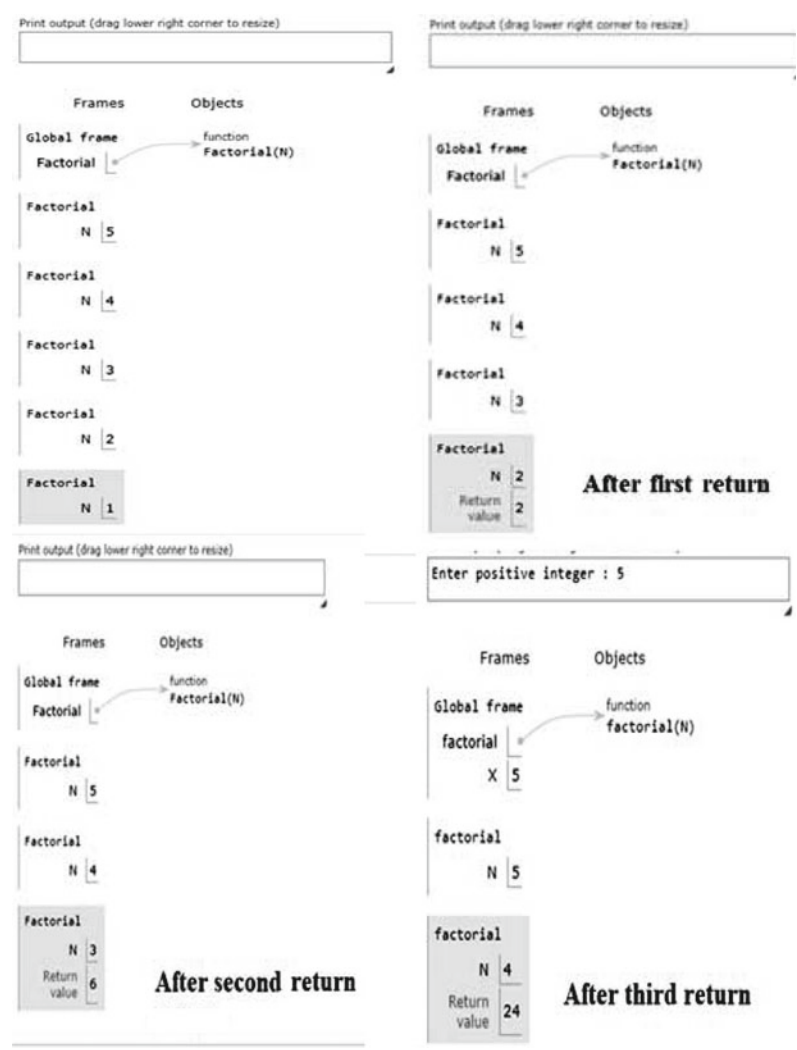 Print output (drag lower right corner to resize)
Frames Objects
Global frame
Factorial
function
Factorial(N)
Factorial
N 5
Factorial
N 4
Factorial
N 3
Factorial
N 2
Factorial
N 1
Print output (drag lower right corner to resize)
Frames Objects
Global frame
Factorial
function
Factorial(N)
Factorial
N 5
Factorial
N 4
Factorial
N 3
Factorial
N 2
Return value 2
After first return
Print output (drag lower right corner to resize)
Frames Objects
Global frame
Factorial
function
Factorial(N)
Factorial
N 5
Factorial
N 4
Factorial
N 3
Return value 6
After second return
Enter positive integer : 5
Frames Objects
Global frame
factorial
X 5
function
factorial(N)
factorial
N 5
factorial
N 4
Return value 24
After third return